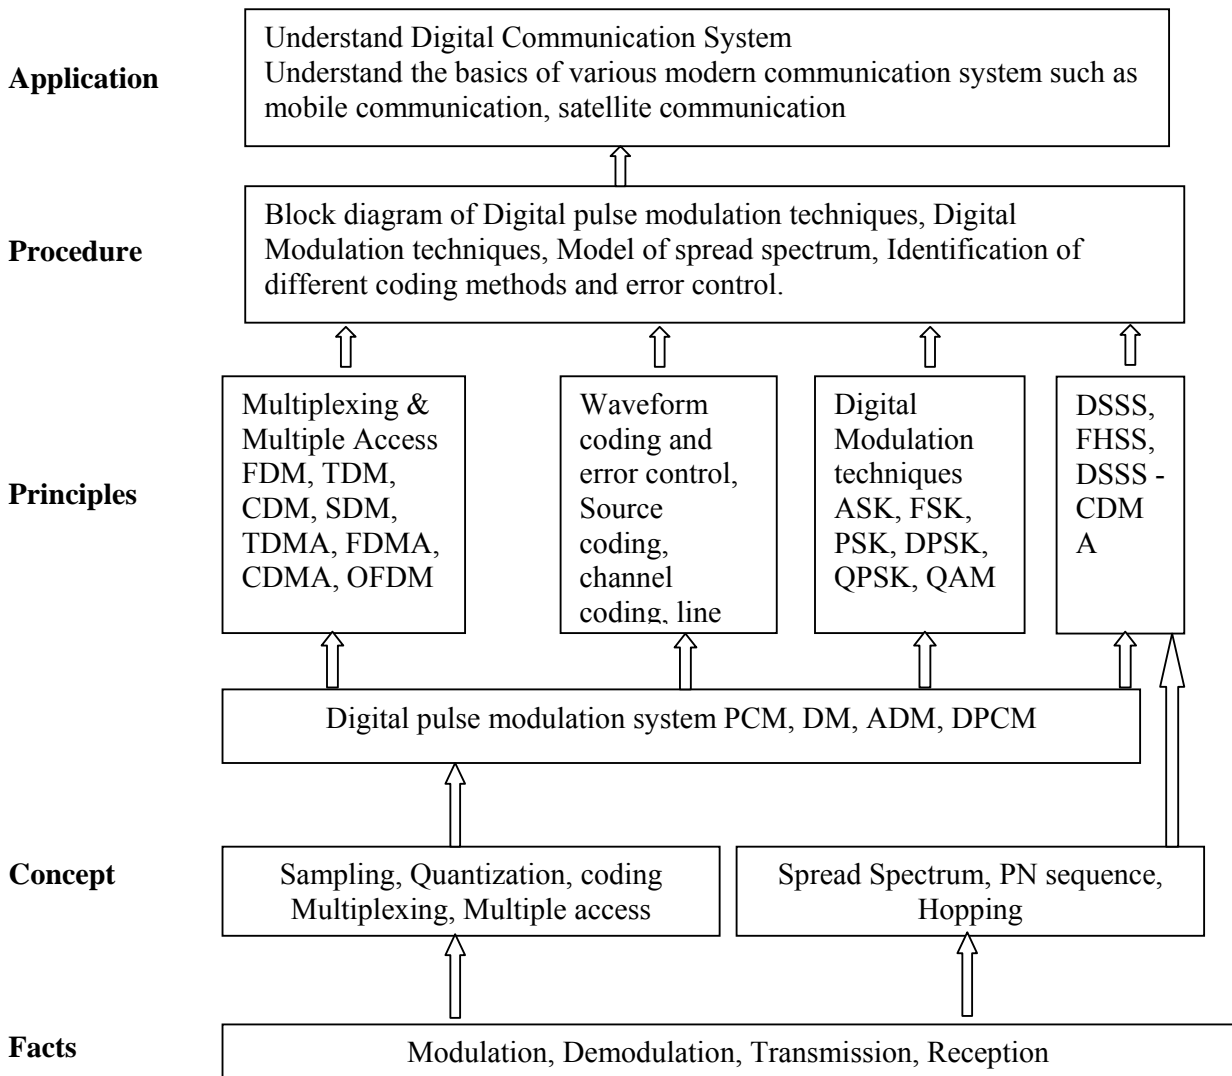 Application
Understand Digital Communication System
Understand the basics of various modern communication system such as
mobile communication, satellite communication
Procedure
Block diagram of Digital pulse modulation techniques, Digital
Modulation techniques, Model of spread spectrum, Identification of
different coding methods and error control.
Principles
Multiplexing &
Multiple Access
FDM, TDM,
CDM, SDM,
TDMA, FDMA,
CDMA, OFDM
Waveform
coding and
error control,
Source
coding,
channel
coding, line
Digital
Modulation
techniques
ASK, FSK,
PSK, DPSK,
QPSK, QAM
DSSS,
FHSS,
DSSS -
CDM
A
Digital pulse modulation system PCM, DM, ADM, DPCM
Concept
Sampling, Quantization, coding
Multiplexing, Multiple access
Spread Spectrum, PN sequence,
Hopping
Facts
Modulation, Demodulation, Transmission, Reception